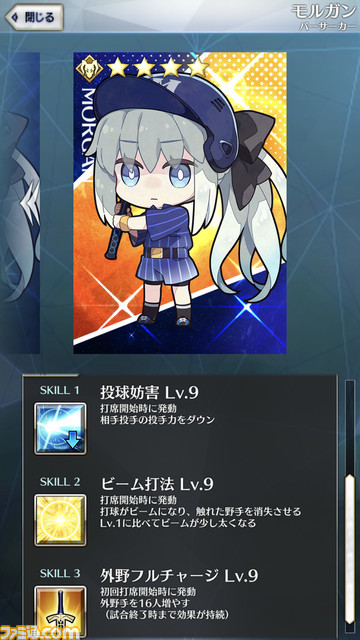 閉じる
モルガン
バーサーカー
MORGAN
SKILL 1
投球妨害 Lv.9
打席開始時に発動
相手投手の投手力をダウン
SKILL 2
ビーム打法 Lv.9
打席開始時に発動
打球がビームになり、触れた野手を消失させる
Lv.1に比べてビームが少し太くなる
SKILL 3
外野フルチャージ Lv.9
初回打席開始時に発動
外野手を16人増やす
(試合終了時まで効果が持続)
ファミ通.com